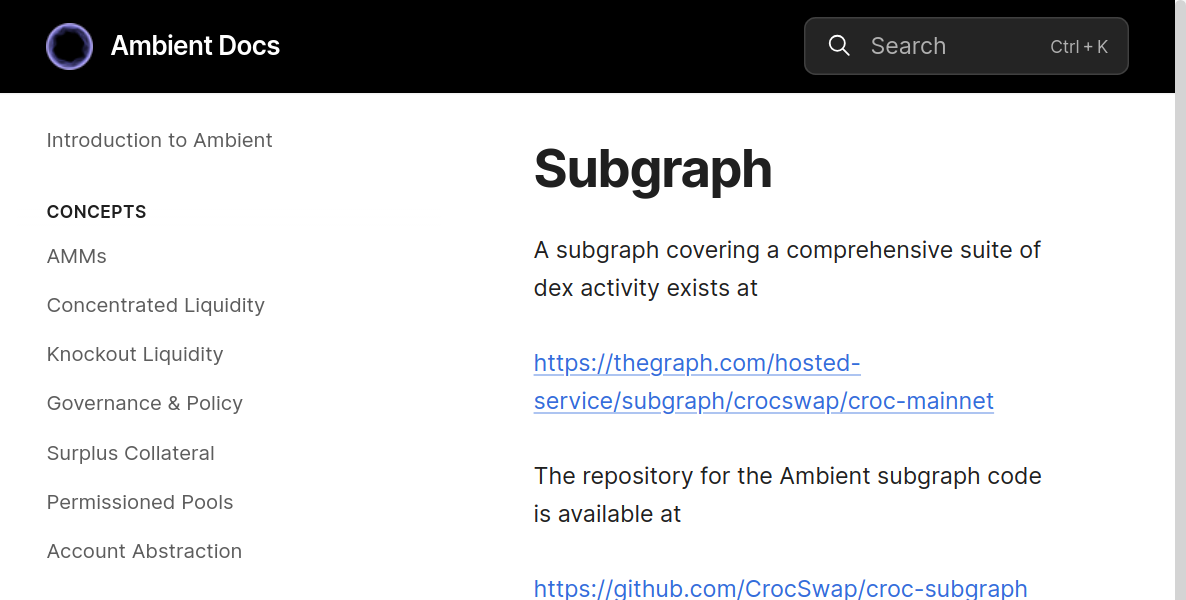 Ambient Docs
Search
Ctrl + K
Introduction to Ambient
CONCEPTS
AMMs
Concentrated Liquidity
Knockout Liquidity
Governance & Policy
Surplus Collateral
Permissioned Pools
Account Abstraction
Subgraph
A subgraph covering a comprehensive suite of
dex activity exists at
https://thegraph.com/hosted-
service/subgraph/crocswap/croc-mainnet
The repository for the Ambient subgraph code
is available at
https://github.com/CrocSwap/croc-subgraph